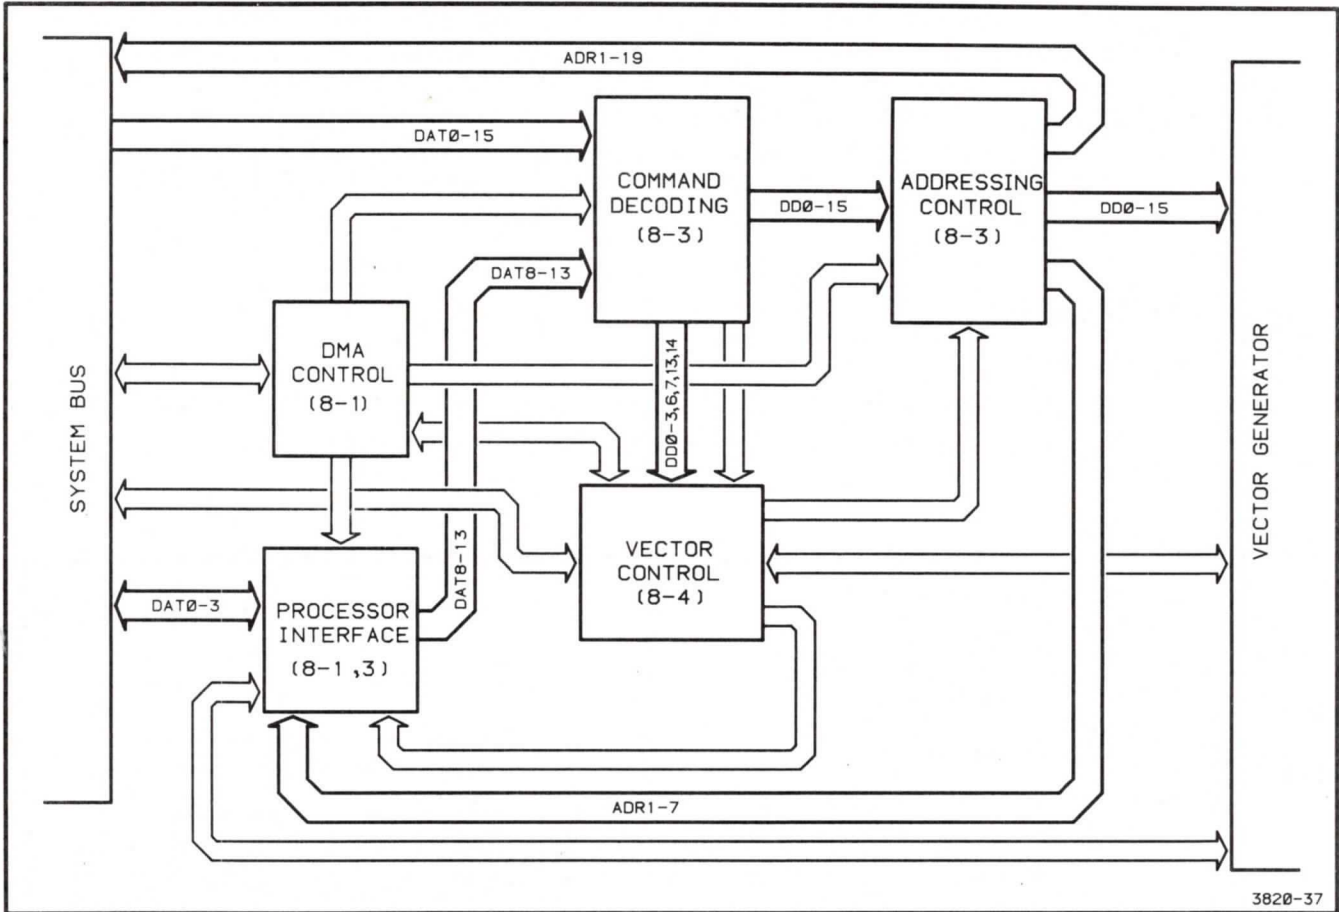 ADR1-19
DAT0-15
COMMAND
DECODING
(8-3)
DD0-15
ADDRESSING
CONTROL
(8-3)
DD0-15
DAT8-13
DMA
CONTROL
(8-1)
DD0-3,6,7,13,14
SYSTEM BUS
VECTOR GENERATOR
DAT8-13
VECTOR
CONTROL
(8-4)
DAT0-3
PROCESSOR
INTERFACE
(8-1,3)
ADR1-7
3820-37